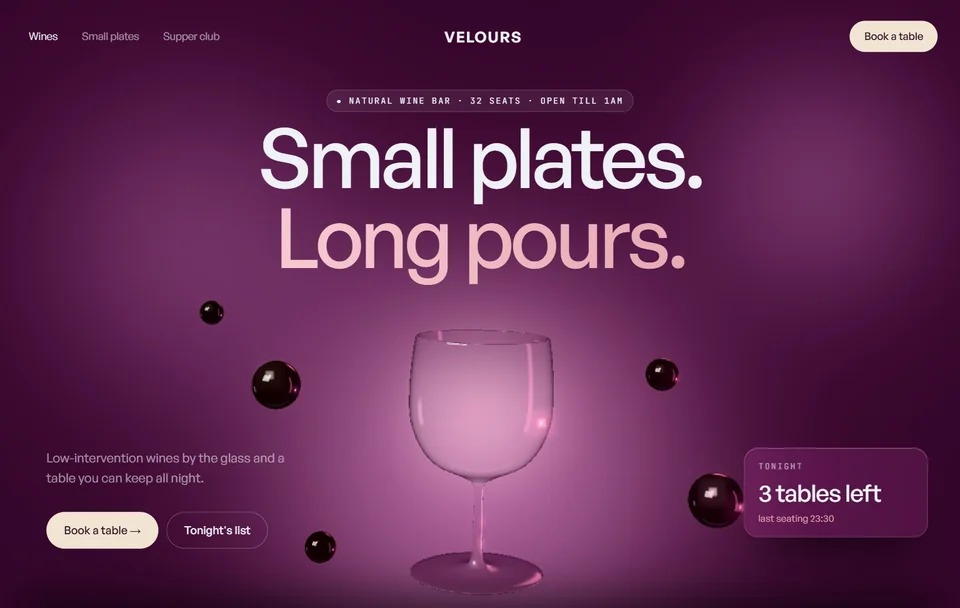 Wines
Small plates
Supper club
VELOURS
Book a table
• NATURAL WINE BAR · 32 SEATS · OPEN TILL 1AM
Small plates.
Long pours.
Low-intervention wines by the glass and a
table you can keep all night.
Book a table →
Tonight's list
TONIGHT
3 tables left
last seating 23:30